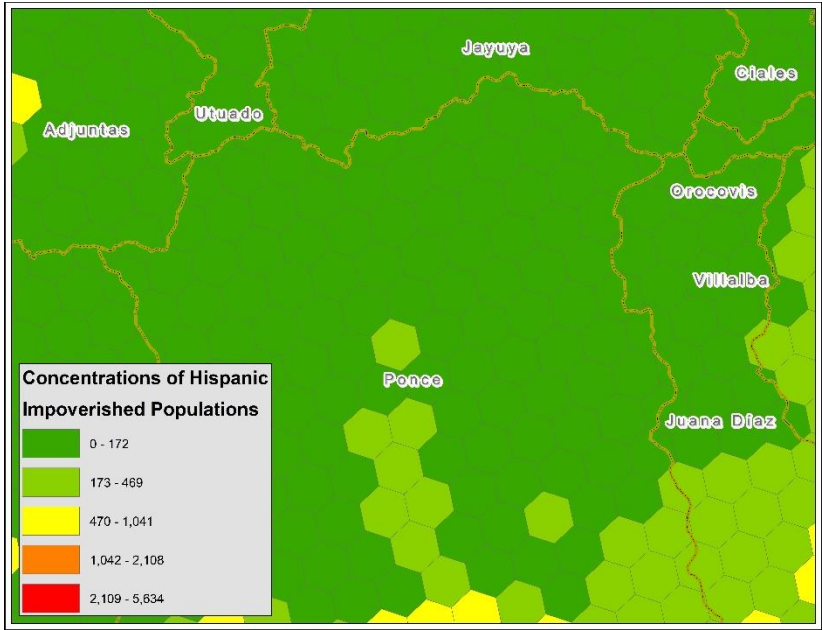 Jayuya
Ciales
Utuado
Adjuntas
Orocovis
Villalba
Ponce
Juana Díaz
Concentrations of Hispanic
Impoverished Populations
0 - 172
173 - 469
470 - 1,041
1,042 - 2,108
2,109 - 5,634